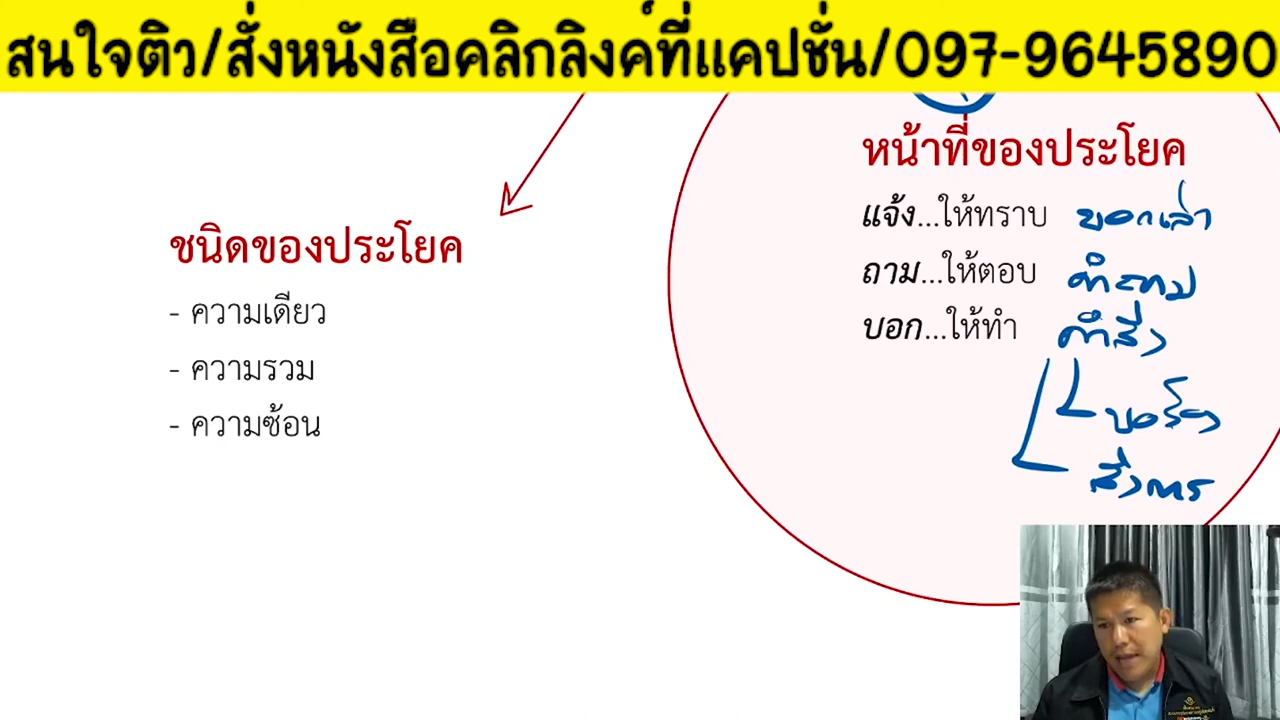 สนใจติว/สั่งหนังสือคลิกลิงค์ที่แคปชั่น/097-9645890
หน้าที่ของประโยค
แจ้ง...ให้ทราบ บอกเล่า
ถาม...ให้ตอบ คำถาม
บอก...ให้ทำ คำสั่ง
ขอร้อง
สั่งการ
ชนิดของประโยค
- ความเดียว
- ความรวม
- ความซ้อน